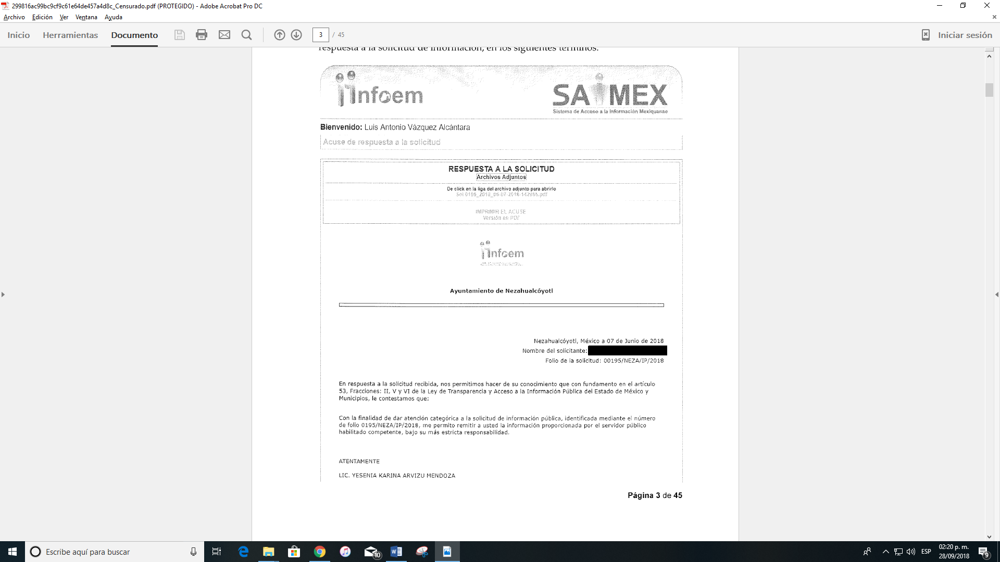 299816ac99bc9cf9c61e64de457a4d8c_Censurado.pdf (PROTEGIDO) - Adobe Acrobat Pro DC
Archivo Edición Ver Ventana Ayuda
Inicio Herramientas Documento 3 / 45 Iniciar sesión
respuesta a la solicitud de información, en los siguientes términos:
infoem
SAIMEX
Sistema de Acceso a la Información Mexiquense
Bienvenido: Luis Antonio Vázquez Alcántara
Acuse de respuesta a la solicitud
RESPUESTA A LA SOLICITUD
Archivos Adjuntos
De click en la liga del archivo adjunto para abrirlo
IMPRIMIR EL ACUSE
Versión en PDF
infoem
Ayuntamiento de Nezahualcóyotl
Nezahualcóyotl, México a 07 de Junio de 2018
Nombre del solicitante:
Folio de la solicitud: 00195/NEZA/IP/2018
En respuesta a la solicitud recibida, nos permitimos hacer de su conocimiento que con fundamento en el artículo
53, Fracciones: II, V y VI de la Ley de Transparencia y Acceso a la Información Pública del Estado de México y
Municipios, le contestamos que:
Con la finalidad de dar atención categórica a la solicitud de información pública, identificada mediante el número
de folio 0195/NEZA/IP/2018, me permito remitir a usted la información proporcionada por el servidor público
habilitado competente, bajo su más estricta responsabilidad.
ATENTAMENTE
LIC. YESENIA KARINA ARVIZU MENDOZA
Página 3 de 45
Escribe aquí para buscar
10
ESP
02:20 p. m.
28/09/2018
9